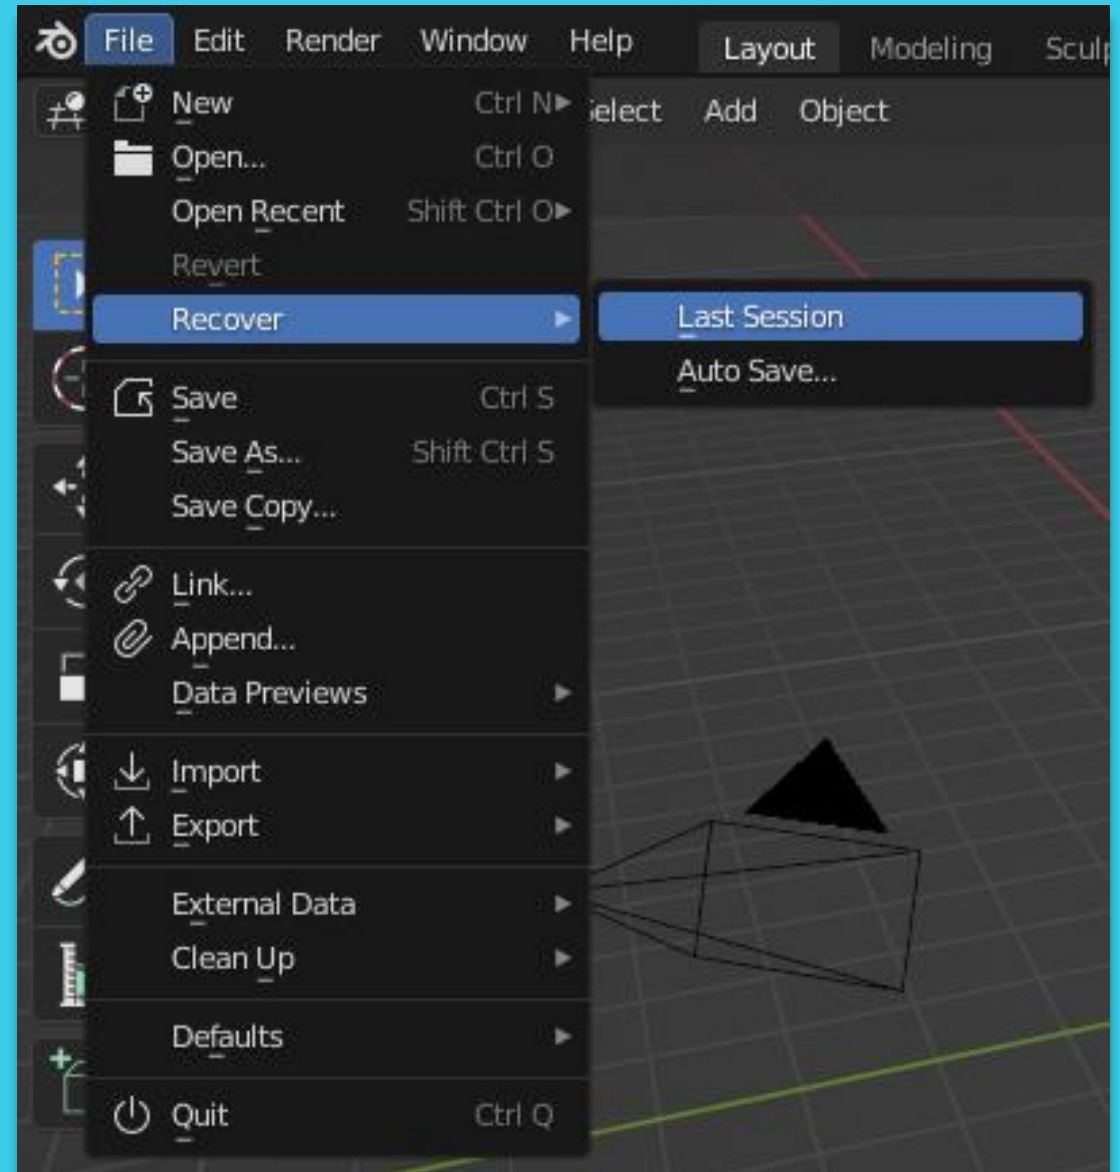 File Edit Render Window Help Layout Modeling
New Ctrl N
Select Add Object
Open... Ctrl O
Open Recent Shift Ctrl O
Revert
Recover
Last Session
Auto Save...
Save Ctrl S
Save As... Shift Ctrl S
Save Copy...
Link...
Append...
Data Previews
Import
Export
External Data
Clean Up
Defaults
Quit Ctrl Q